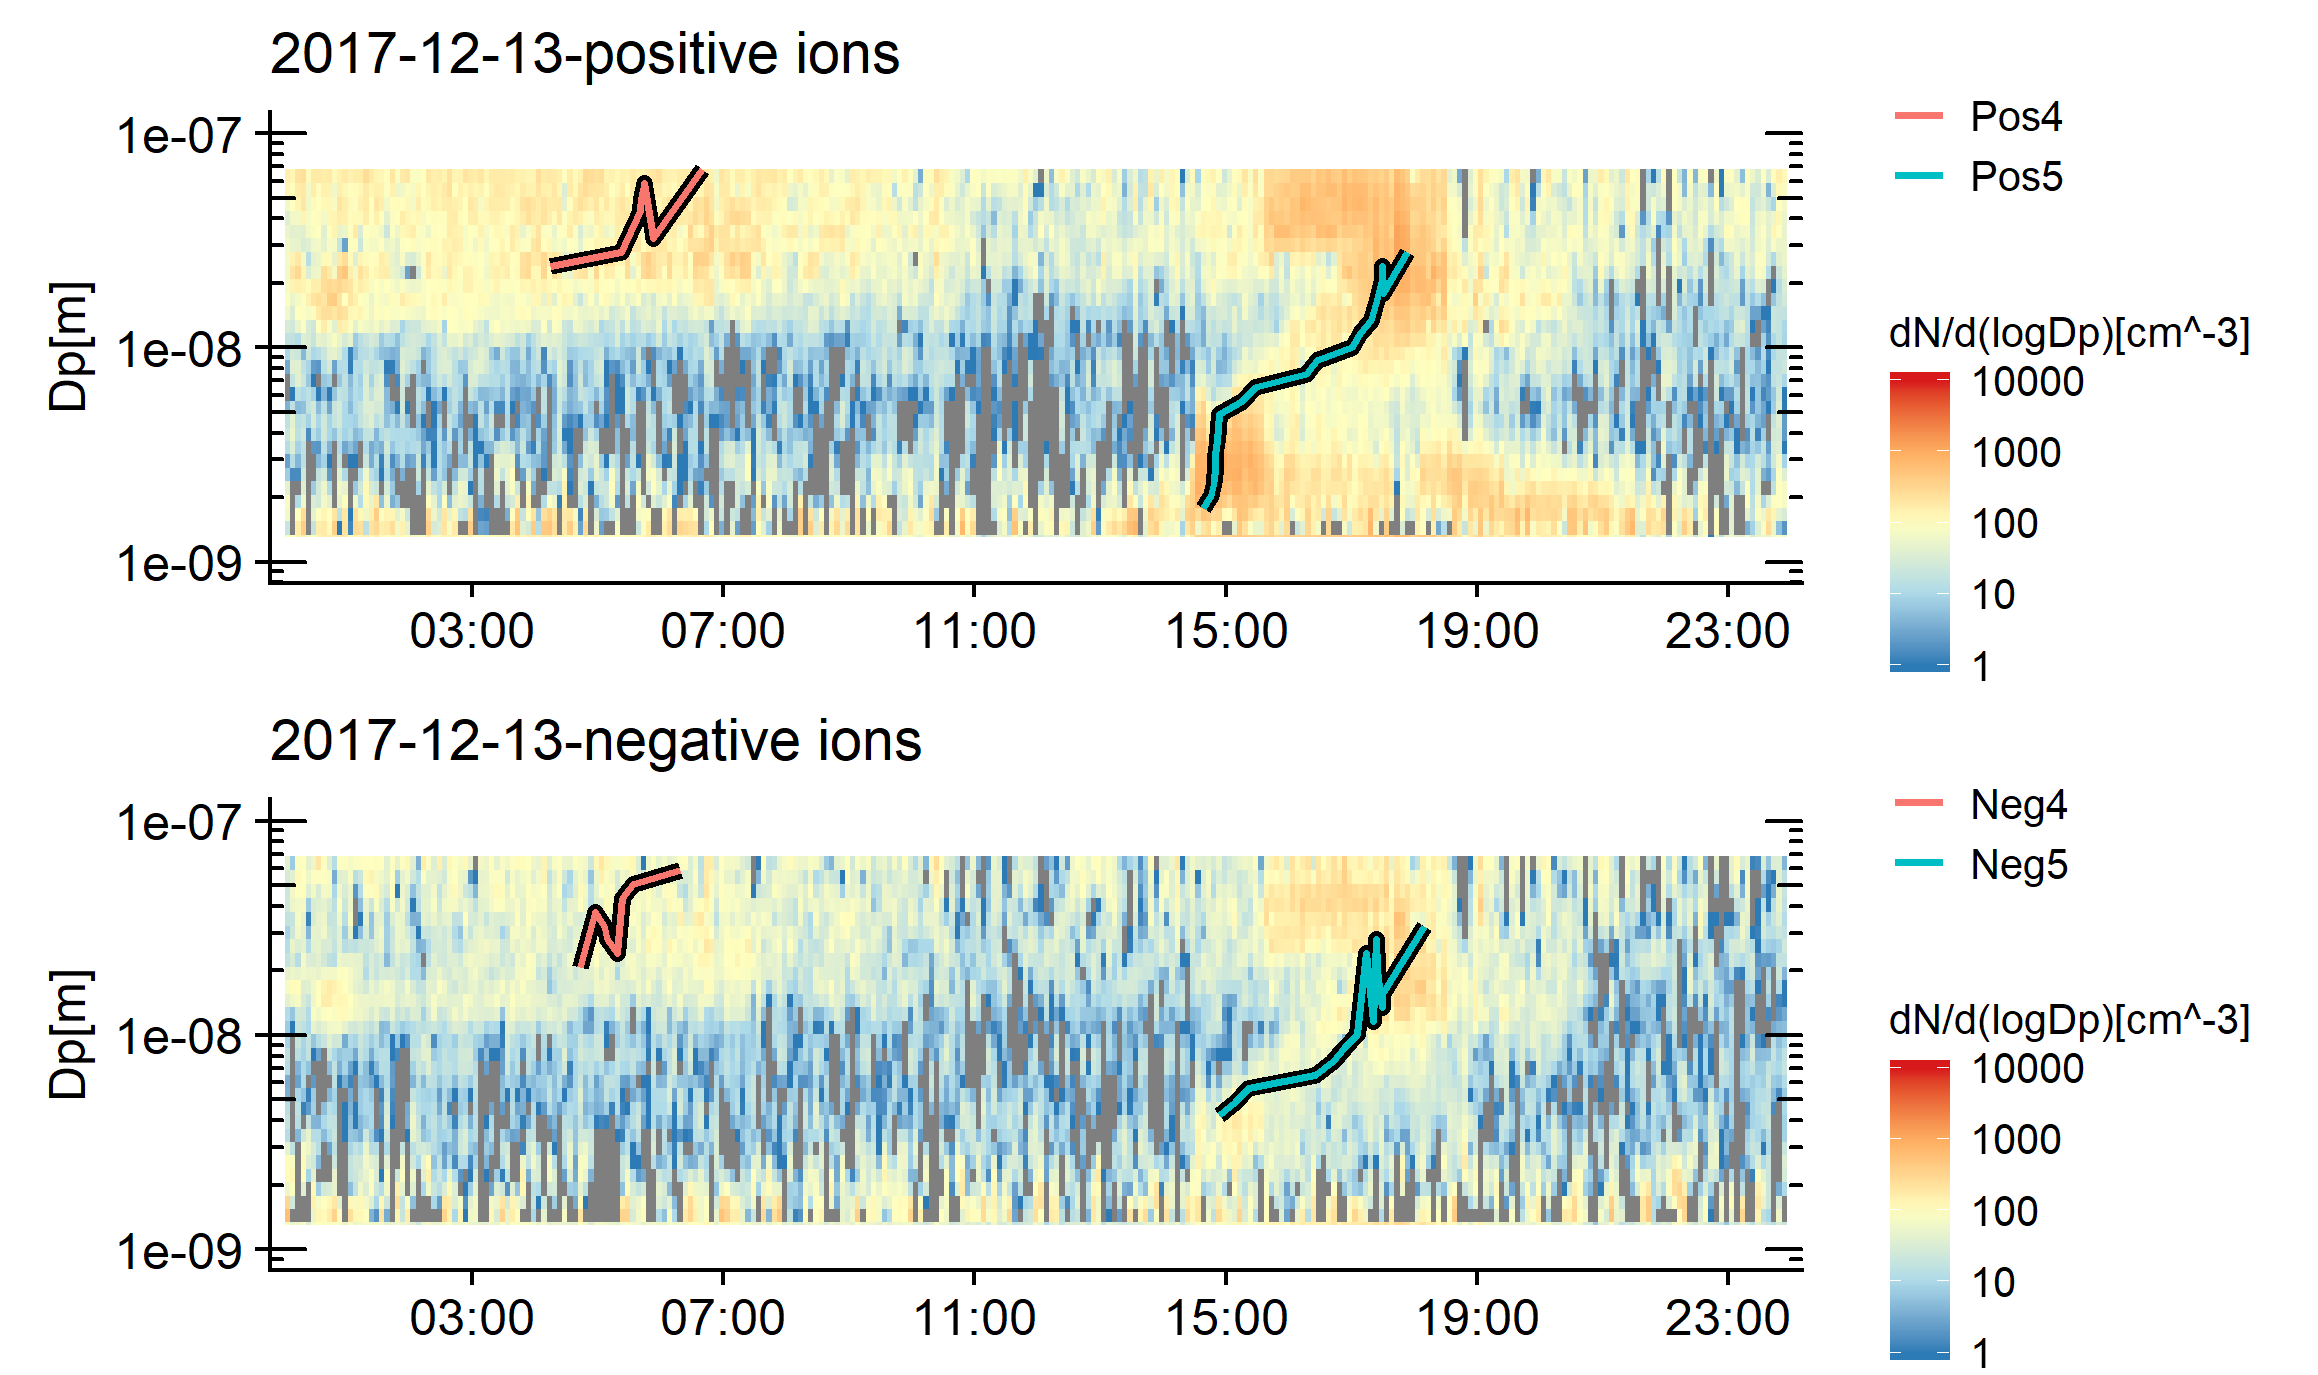 2017-12-13-positive ions
Pos4
Pos5
1e-07
1e-08
1e-09
Dp[m]
03:00 07:00 11:00 15:00 19:00 23:00
dN/d(logDp)[cm^-3]
10000
1000
100
10
1
2017-12-13-negative ions
Neg4
Neg5
1e-07
1e-08
1e-09
Dp[m]
03:00 07:00 11:00 15:00 19:00 23:00
dN/d(logDp)[cm^-3]
10000
1000
100
10
1